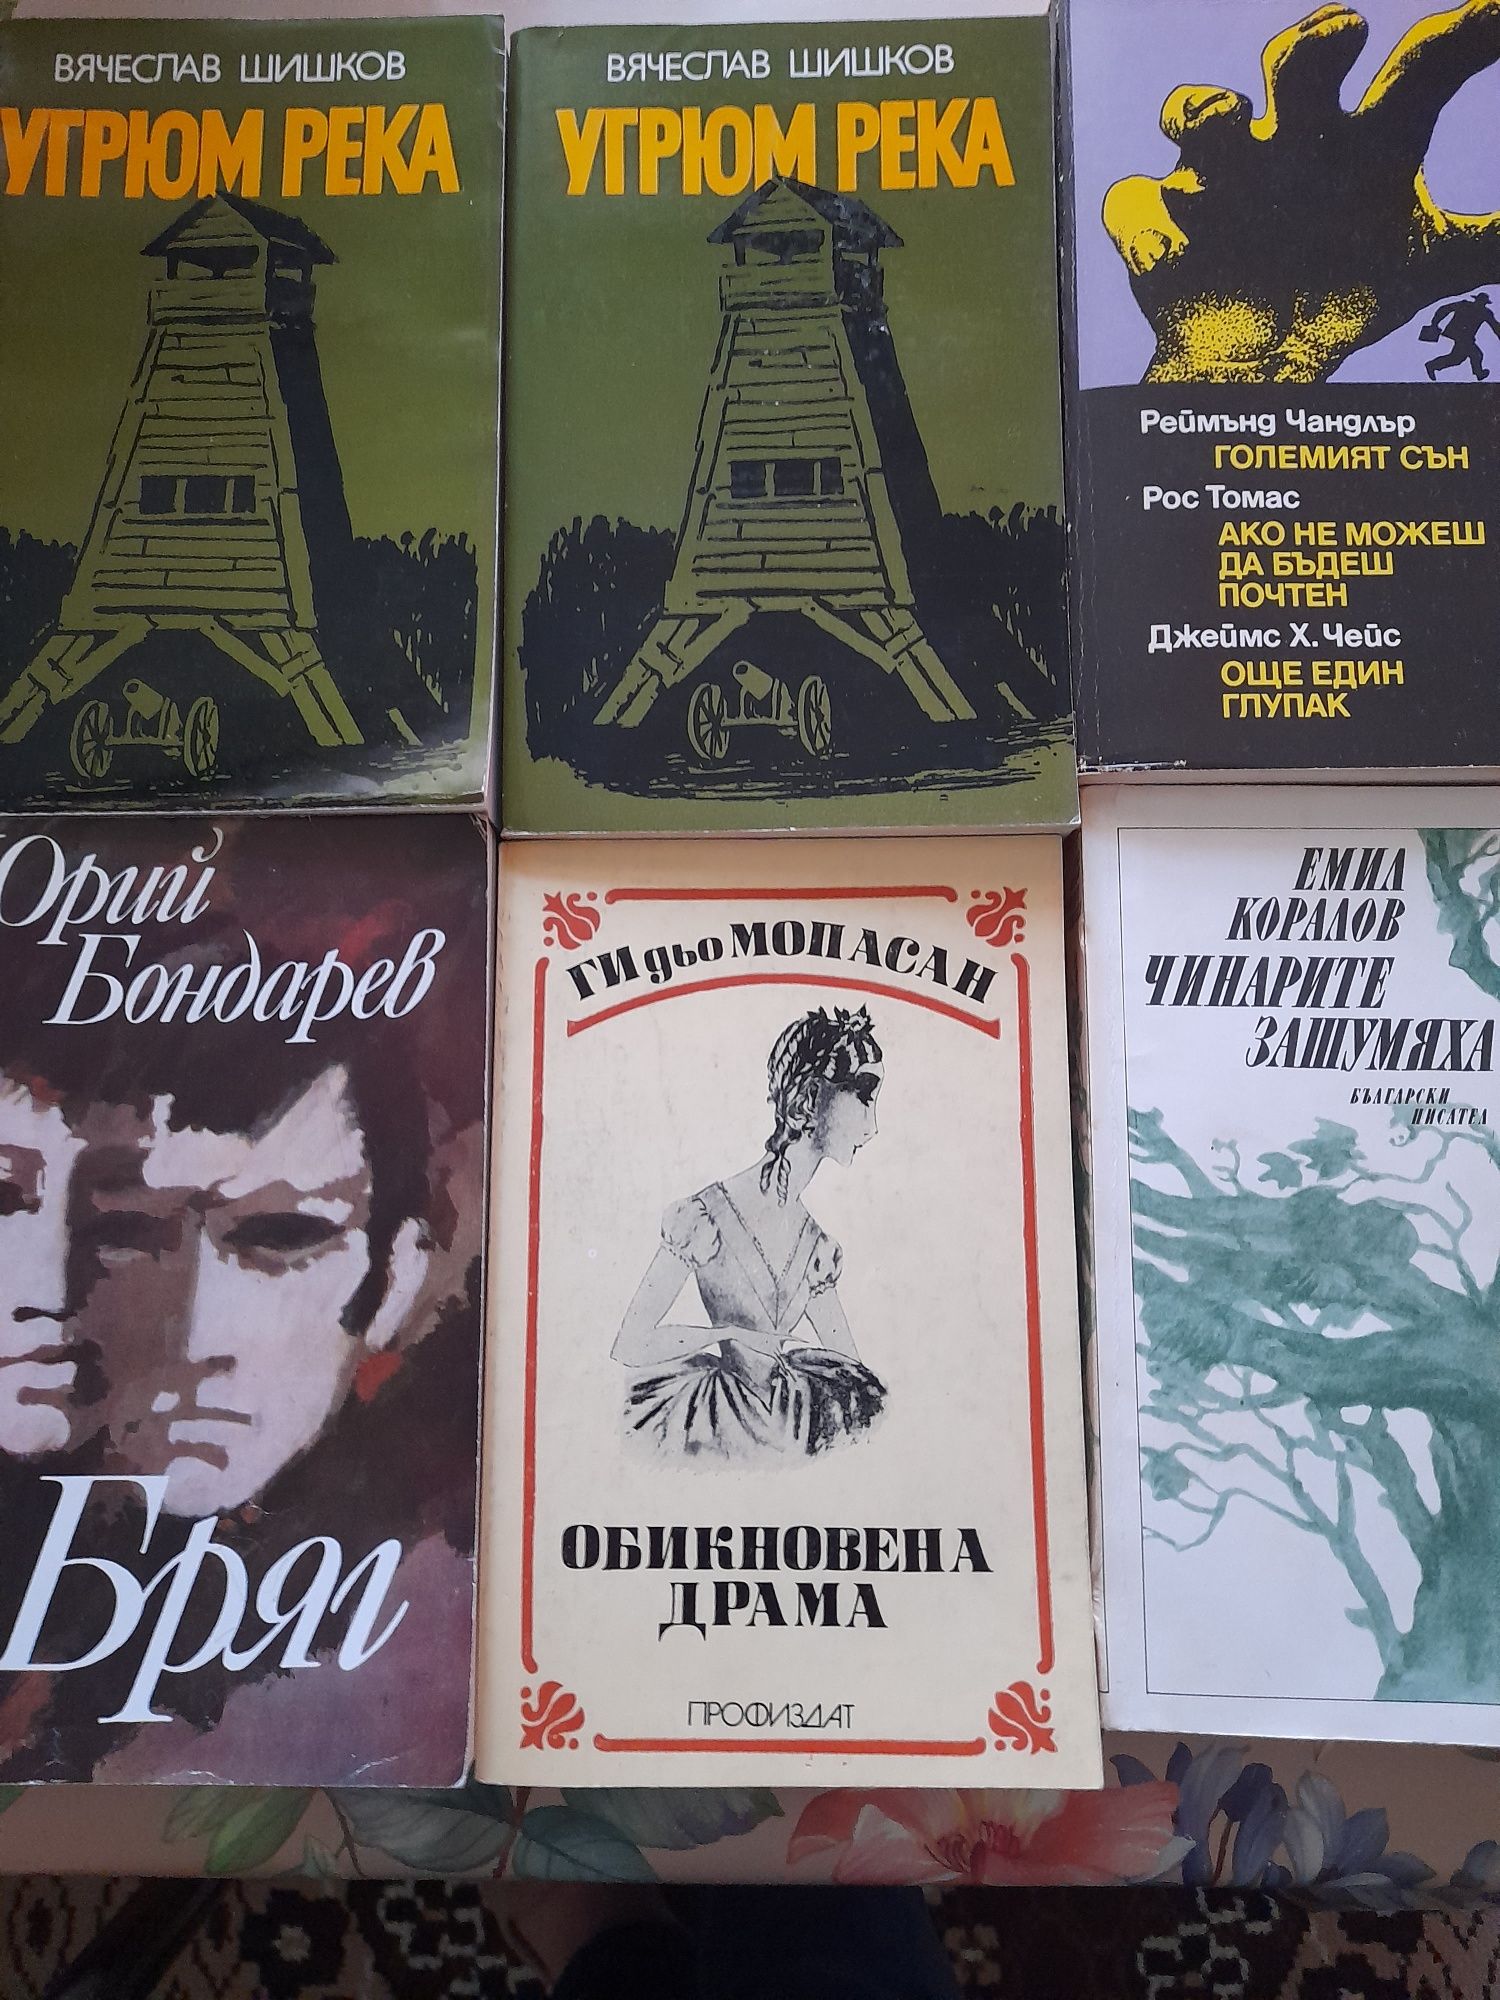 ВЯЧЕСЛАВ ШИШКОВ
УГРЮМ РЕКА
ВЯЧЕСЛАВ ШИШКОВ
УГРЮМ РЕКА
Реймънд Чандлър
ГОЛЕМИЯТ СЪН
Рос Томас
АКО НЕ МОЖЕШ
ДА БЪДЕШ
ПОЧТЕН
Джеймс Х. Чейс
ОЩЕ ЕДИН
ГЛУПАК
Юрий
Бондарев
Бряг
ГИ дьо МОПАСАН
ОБИКНОВЕНА
ДРАМА
ПРОФИЗДАТ
ЕМИЛ
КОРАЛОВ
ЧИНАРИТЕ
ЗАШУМЯХА
БЪЛГАРСКИ
ПИСАТЕЛ